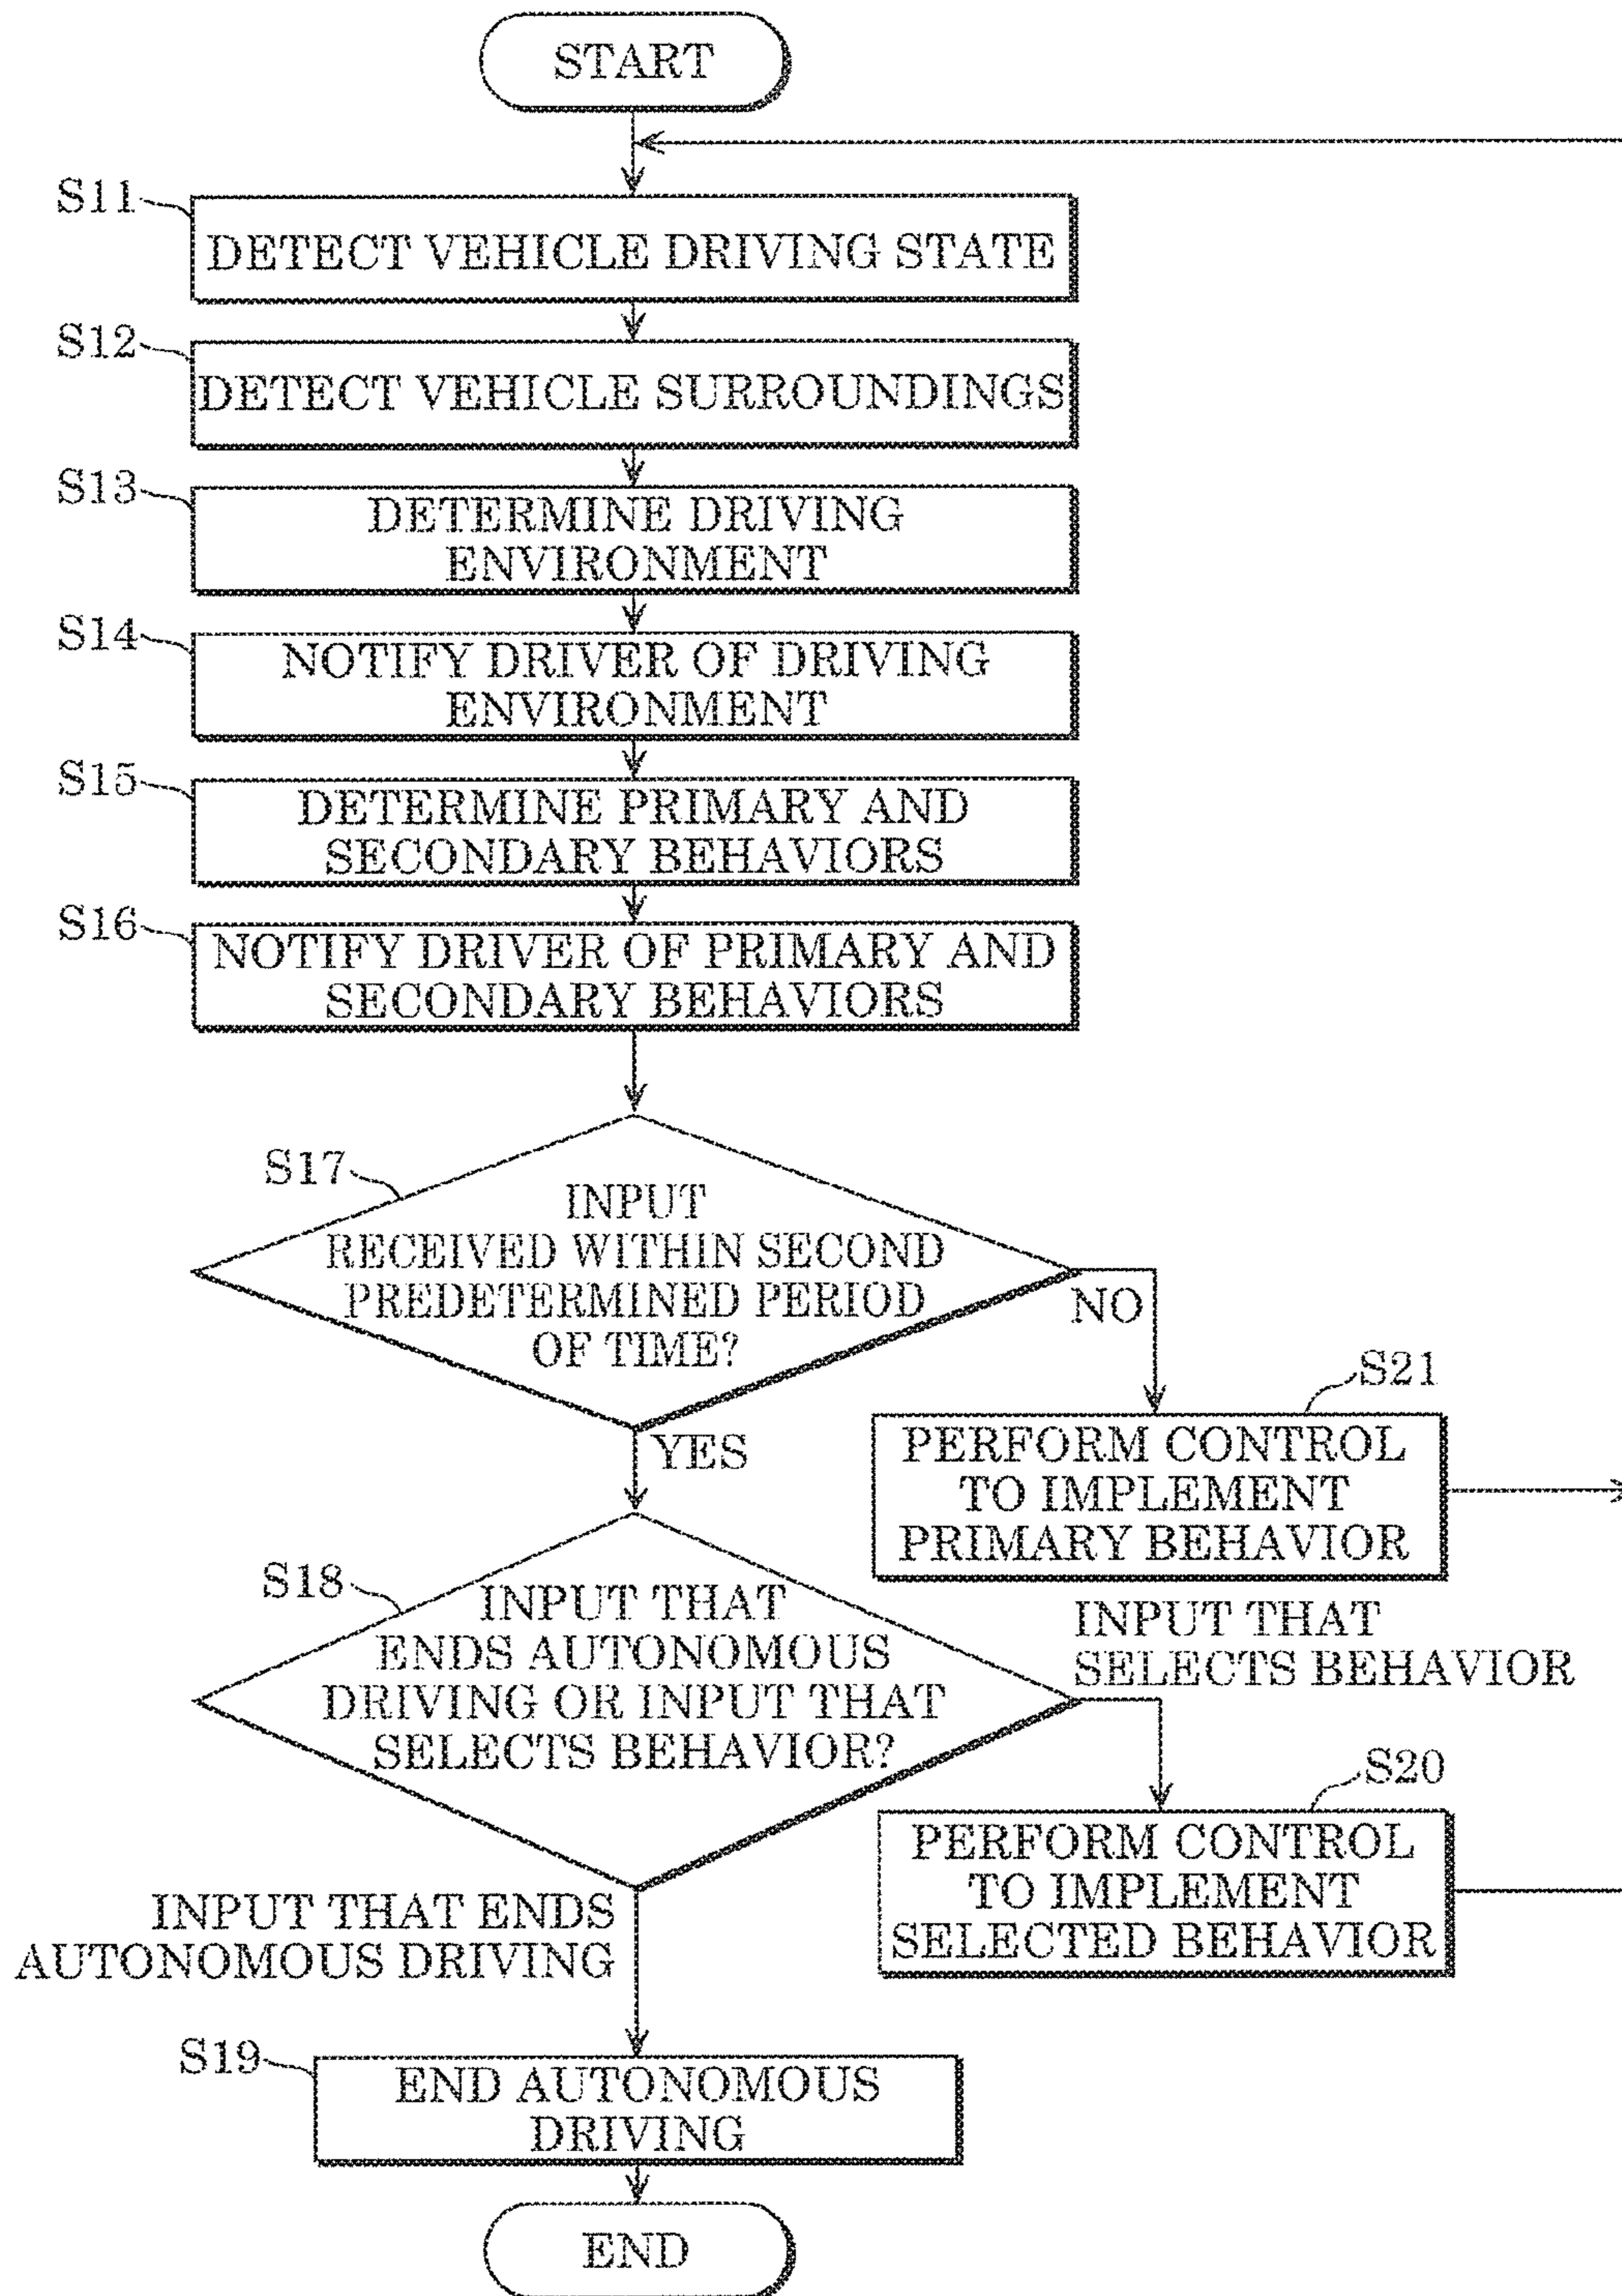 START
S11
DETECT VEHICLE DRIVING STATE
S12
DETECT VEHICLE SURROUNDINGS
S13
DETERMINE DRIVING
ENVIRONMENT
S14
NOTIFY DRIVER OF DRIVING
ENVIRONMENT
S15
DETERMINE PRIMARY AND
SECONDARY BEHAVIORS
S16
NOTIFY DRIVER OF PRIMARY AND
SECONDARY BEHAVIORS
S17
INPUT
RECEIVED WITHIN SECOND
PREDETERMINED PERIOD
OF TIME?
NO
YES
S21
PERFORM CONTROL
TO IMPLEMENT
PRIMARY BEHAVIOR
S18
INPUT THAT
ENDS AUTONOMOUS
DRIVING OR INPUT THAT
SELECTS BEHAVIOR?
INPUT THAT
SELECTS BEHAVIOR
S20
PERFORM CONTROL
TO IMPLEMENT
SELECTED BEHAVIOR
INPUT THAT ENDS
AUTONOMOUS DRIVING
S19
END AUTONOMOUS
DRIVING
END